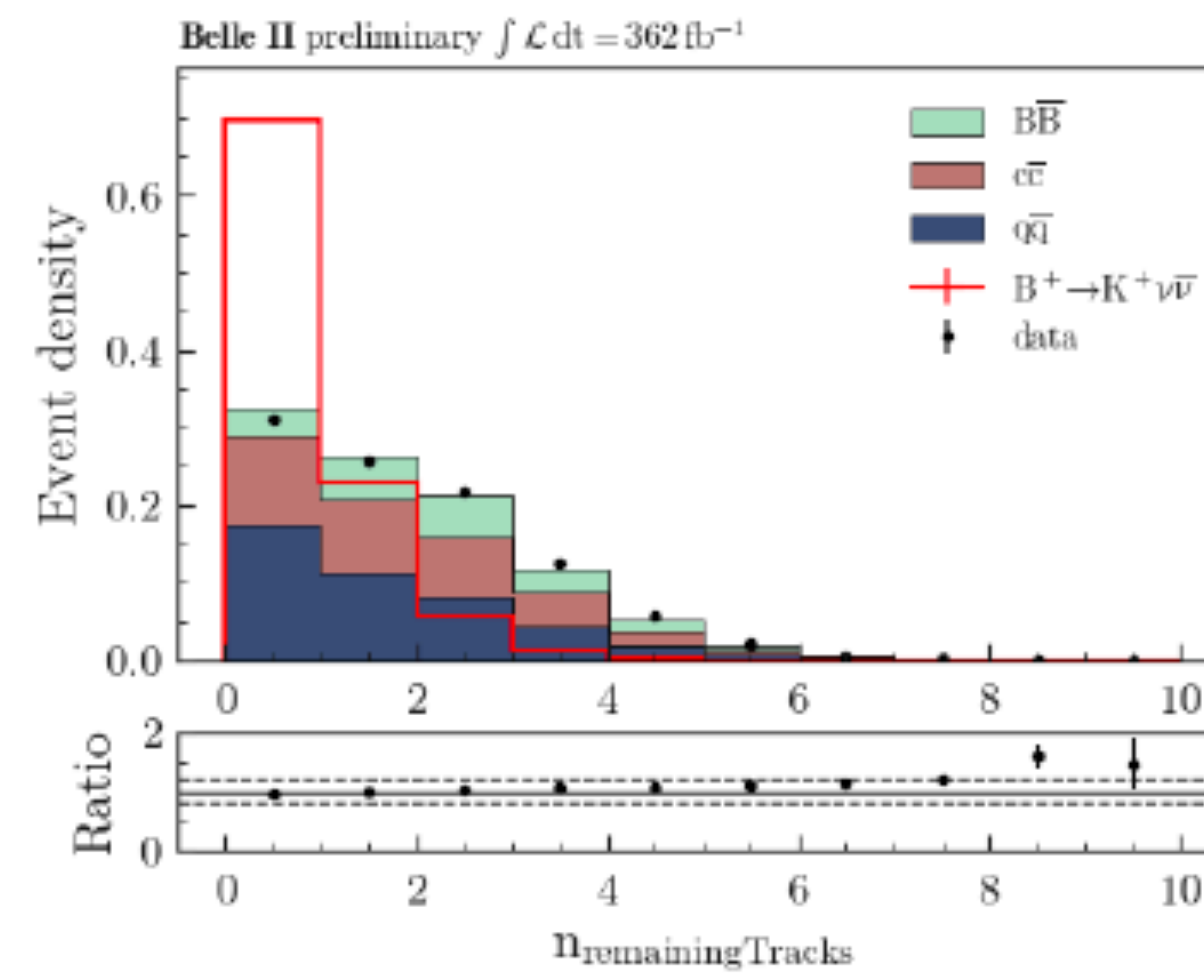 Belle II preliminary ∫ ℒ dt = 362 fb⁻¹
Event density
0.6
0.4
0.2
0.0
BB̅
cc̅
qq̅
B⁺→K⁺νν̅
data
0 2 4 6 8 10
Ratio
2
0
0 2 4 6 8 10
n_remainingTracks